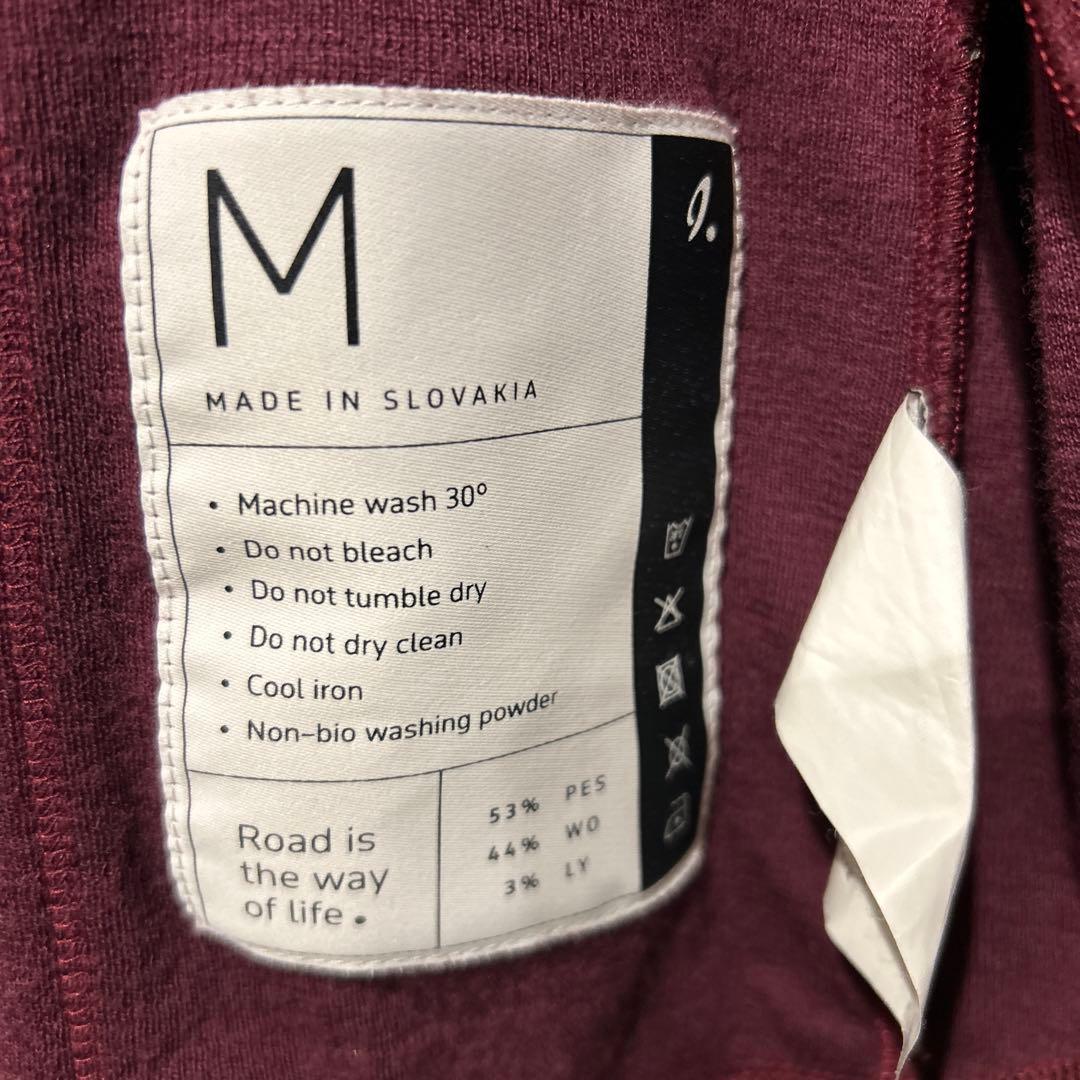 M
MADE IN SLOVAKIA
• Machine wash 30°
• Do not bleach
• Do not tumble dry
• Do not dry clean
• Cool iron
• Non-bio washing powder
Road is
the way
of life •
53% PES
44% WO
3% LY